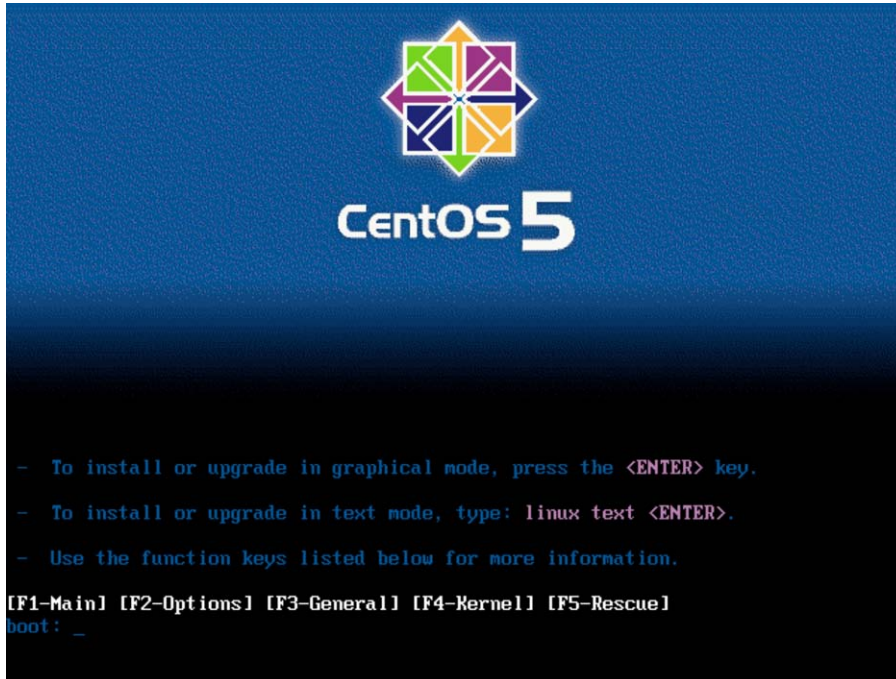 CentOS 5
- To install or upgrade in graphical mode, press the <ENTER> key.
- To install or upgrade in text mode, type: linux text <ENTER>.
- Use the function keys listed below for more information.
[F1-Main] [F2-Options] [F3-General] [F4-Kernel] [F5-Rescue]
boot: _